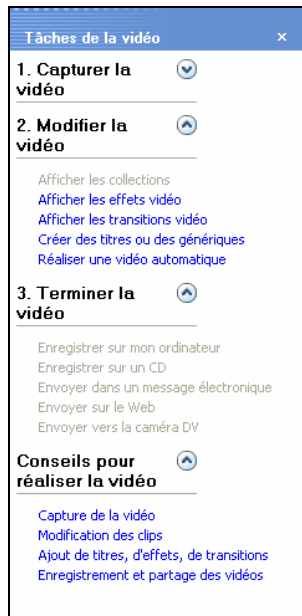 Tâches de la vidéo
1. Capturer la
vidéo
2. Modifier la
vidéo
Afficher les collections
Afficher les effets vidéo
Afficher les transitions vidéo
Créer des titres ou des génériques
Réaliser une vidéo automatique
3. Terminer la
vidéo
Enregistrer sur mon ordinateur
Enregistrer sur un CD
Envoyer dans un message électronique
Envoyer sur le Web
Envoyer vers la caméra DV
Conseils pour
réaliser la vidéo
Capture de la vidéo
Modification des clips
Ajout de titres, d'effets, de transitions
Enregistrement et partage des vidéos